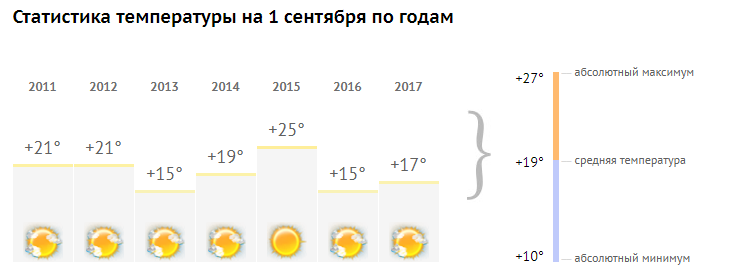 Статистика температуры на 1 сентября по годам
2011 2012 2013 2014 2015 2016 2017
+21° +21° +15° +19° +25° +15° +17°
+27° абсолютный максимум
+19° средняя температура
+10° абсолютный минимум